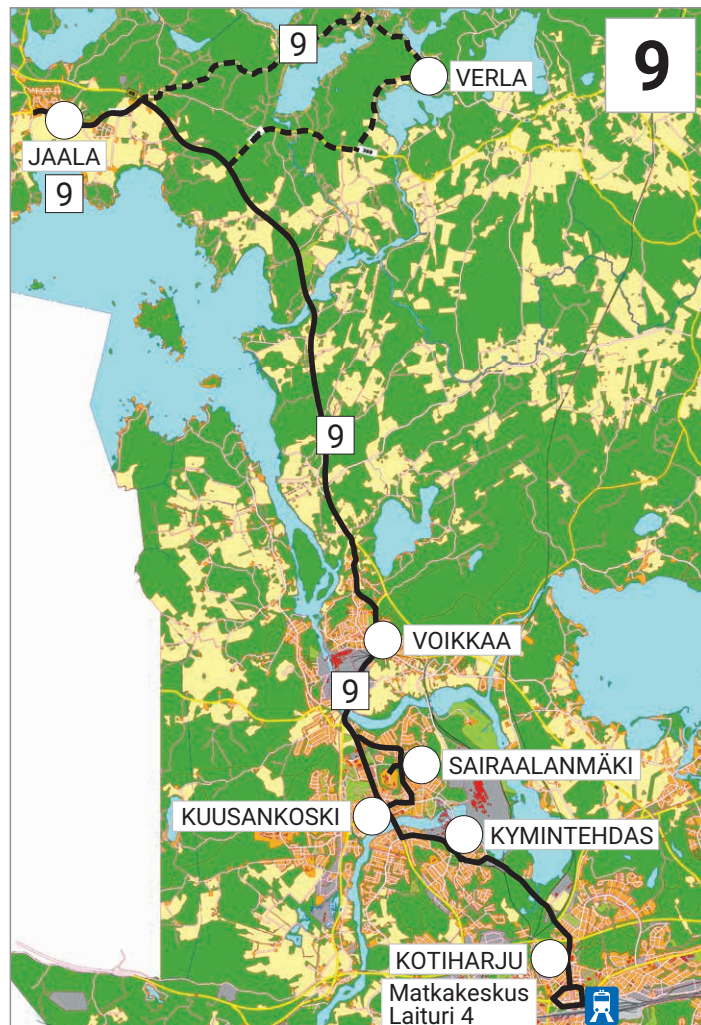 9
9
VERLA
JAALA
9
9
VOIKKAA
9
SAIRAALANMÄKI
KUUSANKOSKI
KYMINTEHDAS
KOTIHARJU
Matkakeskus
Laituri 4